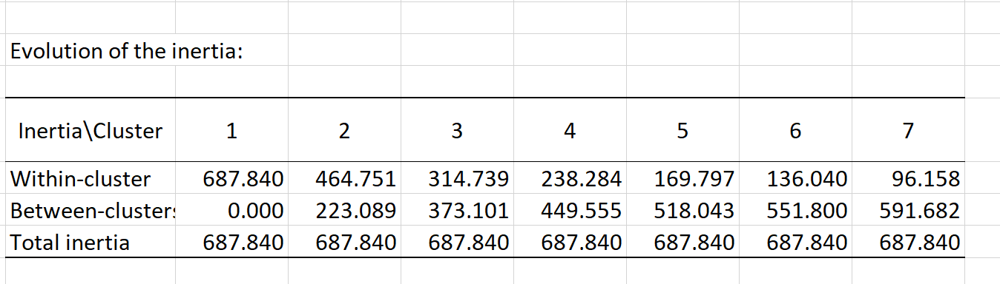 Evolution of the inertia:
Inertia\Cluster 1 2 3 4 5 6 7
Within-cluster 687.840 464.751 314.739 238.284 169.797 136.040 96.158
Between-clusters 0.000 223.089 373.101 449.555 518.043 551.800 591.682
Total inertia 687.840 687.840 687.840 687.840 687.840 687.840 687.840